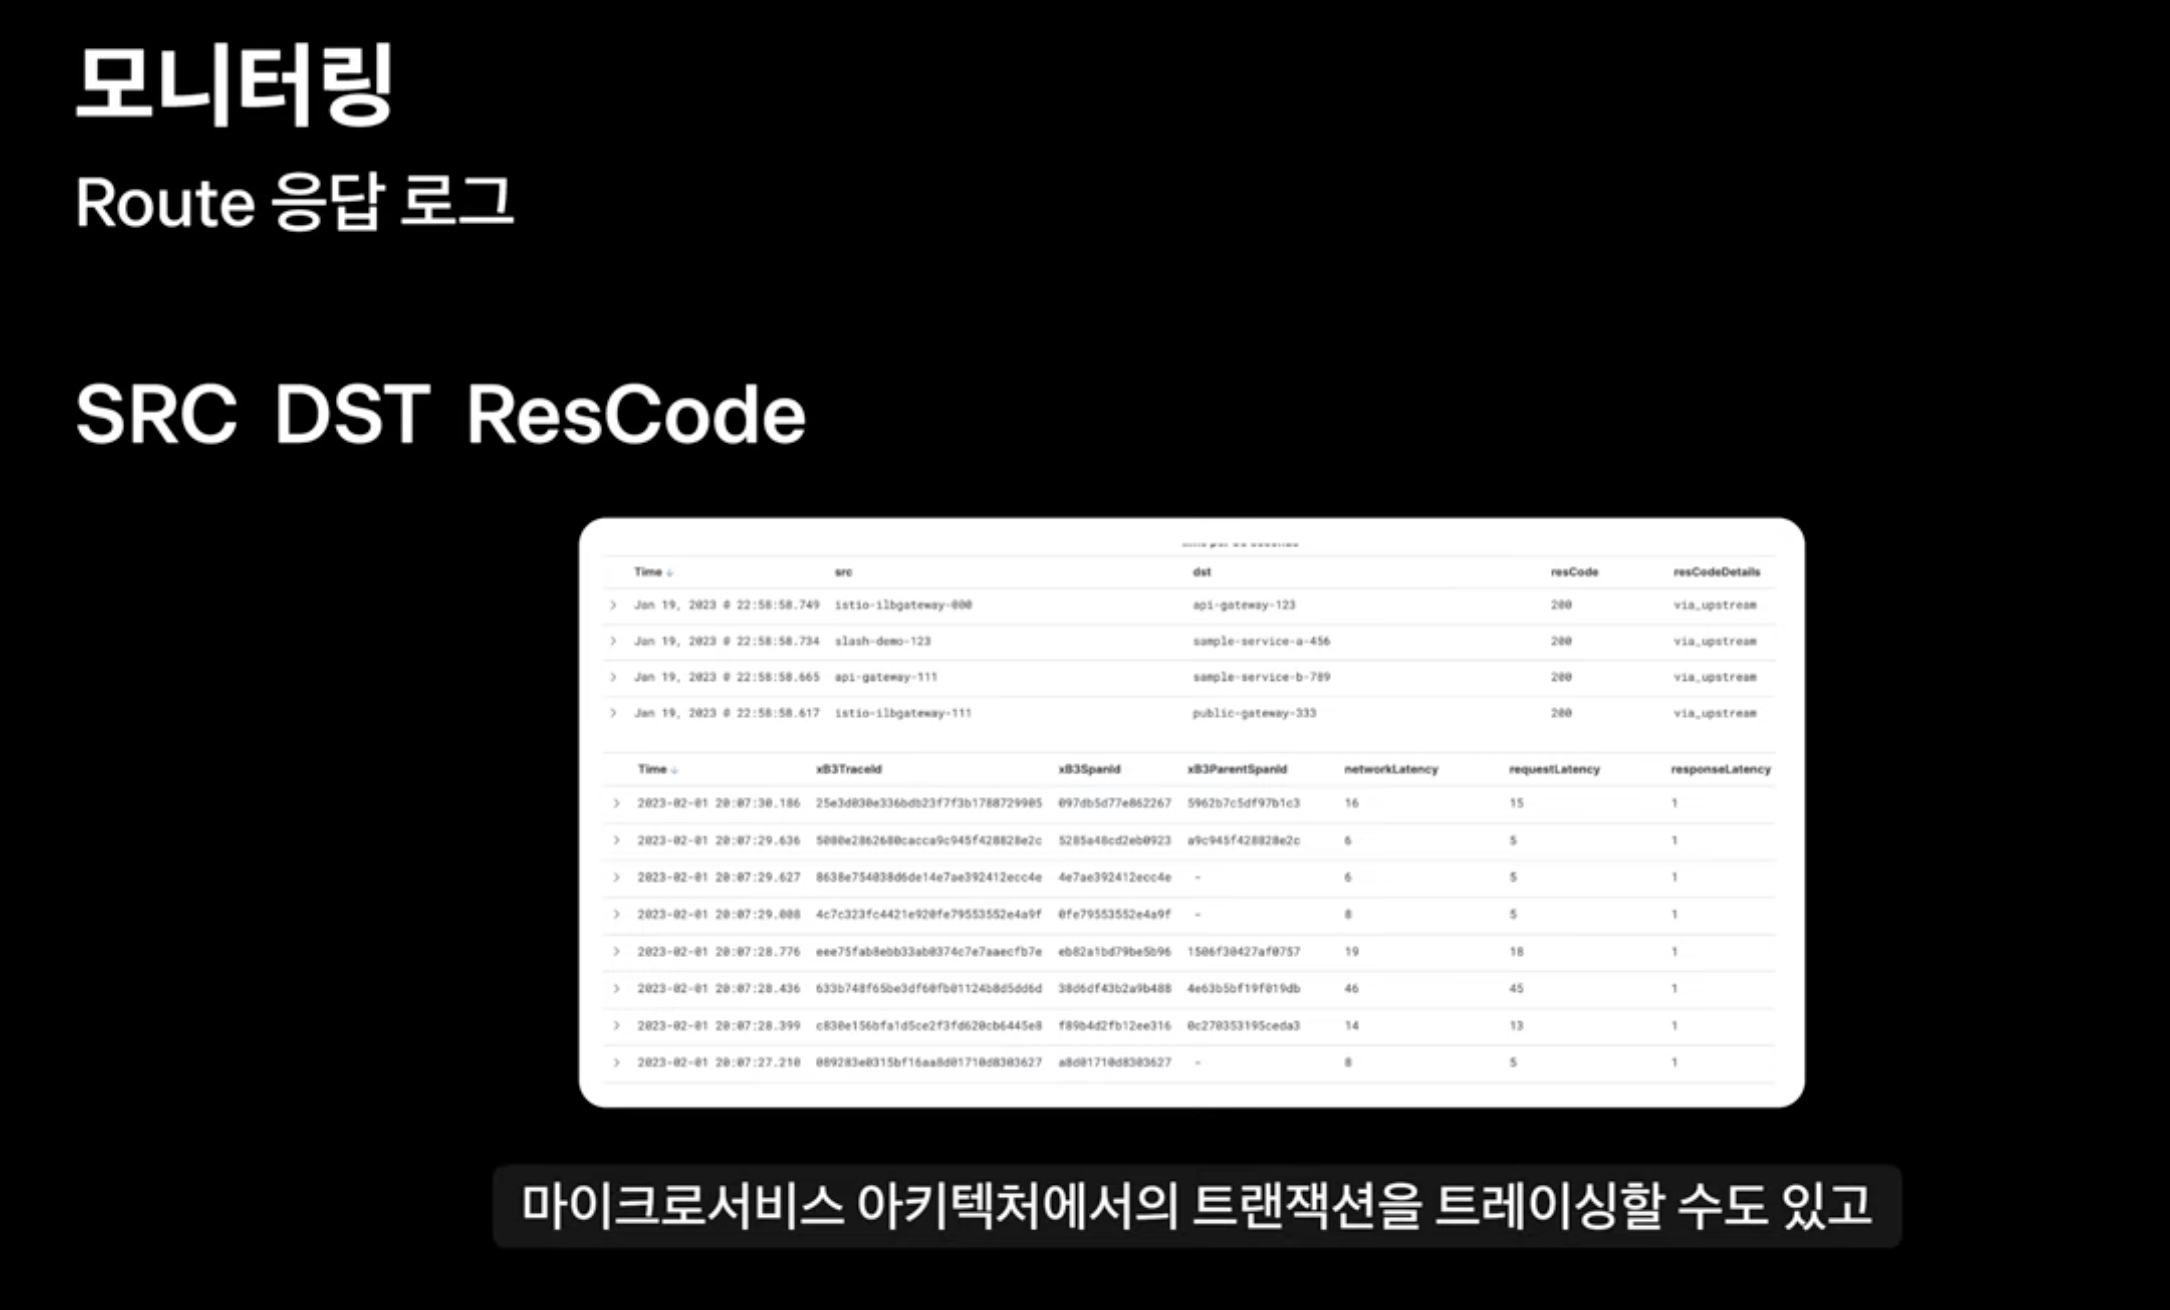 모니터링
Route 응답 로그
SRC DST ResCode
Time src dst resCode resCodeDetails
Jan 19, 2023 @ 22:58:58.749 istio-ilbgateway-000 api-gateway-123 200 via_upstream
Jan 19, 2023 @ 22:58:58.734 slash-demo-123 sample-service-a-456 200 via_upstream
Jan 19, 2023 @ 22:58:58.665 api-gateway-111 sample-service-b-789 200 via_upstream
Jan 19, 2023 @ 22:58:58.617 istio-ilbgateway-111 public-gateway-333 200 via_upstream
Time xB3TraceId xB3SpanId xB3ParentSpanId networkLatency requestLatency responseLatency
2023-02-01 20:07:30.186 25e3d030e336bdb23f7f3b1788729905 097db5d77e862267 5962b7c5df97b1c3 16 15 1
2023-02-01 20:07:29.636 5080e2862680cacca9c945f428828e2c 5285a48cd2eb0923 a9c945f428828e2c 6 5 1
2023-02-01 20:07:29.627 8638e754038d6de14e7ae392412ecc4e 4e7ae392412ecc4e - 6 5 1
2023-02-01 20:07:29.008 4c7c323fc4421e920fe79553552e4a9f 0fe79553552e4a9f - 8 5 1
2023-02-01 20:07:28.776 eee75fab8ebb33ab0374c7e7aaecfb7e eb82a1bd79be5b96 1506f30427af0757 19 18 1
2023-02-01 20:07:28.436 633b748f65be3df60fb01124b8d5dd6d 38d6df43b2a9b488 4e63b5bf19f019db 46 45 1
2023-02-01 20:07:28.399 c830e156bfa1d5ce2f3fd620cb6445e8 f89b4d2fb12ee316 0c270353195ceda3 14 13 1
2023-02-01 20:07:27.210 089283e0315bf16aa8d01710d8303627 a8d01710d8303627 - 8 5 1
마이크로서비스 아키텍처에서의 트랜잭션을 트레이싱할 수도 있고